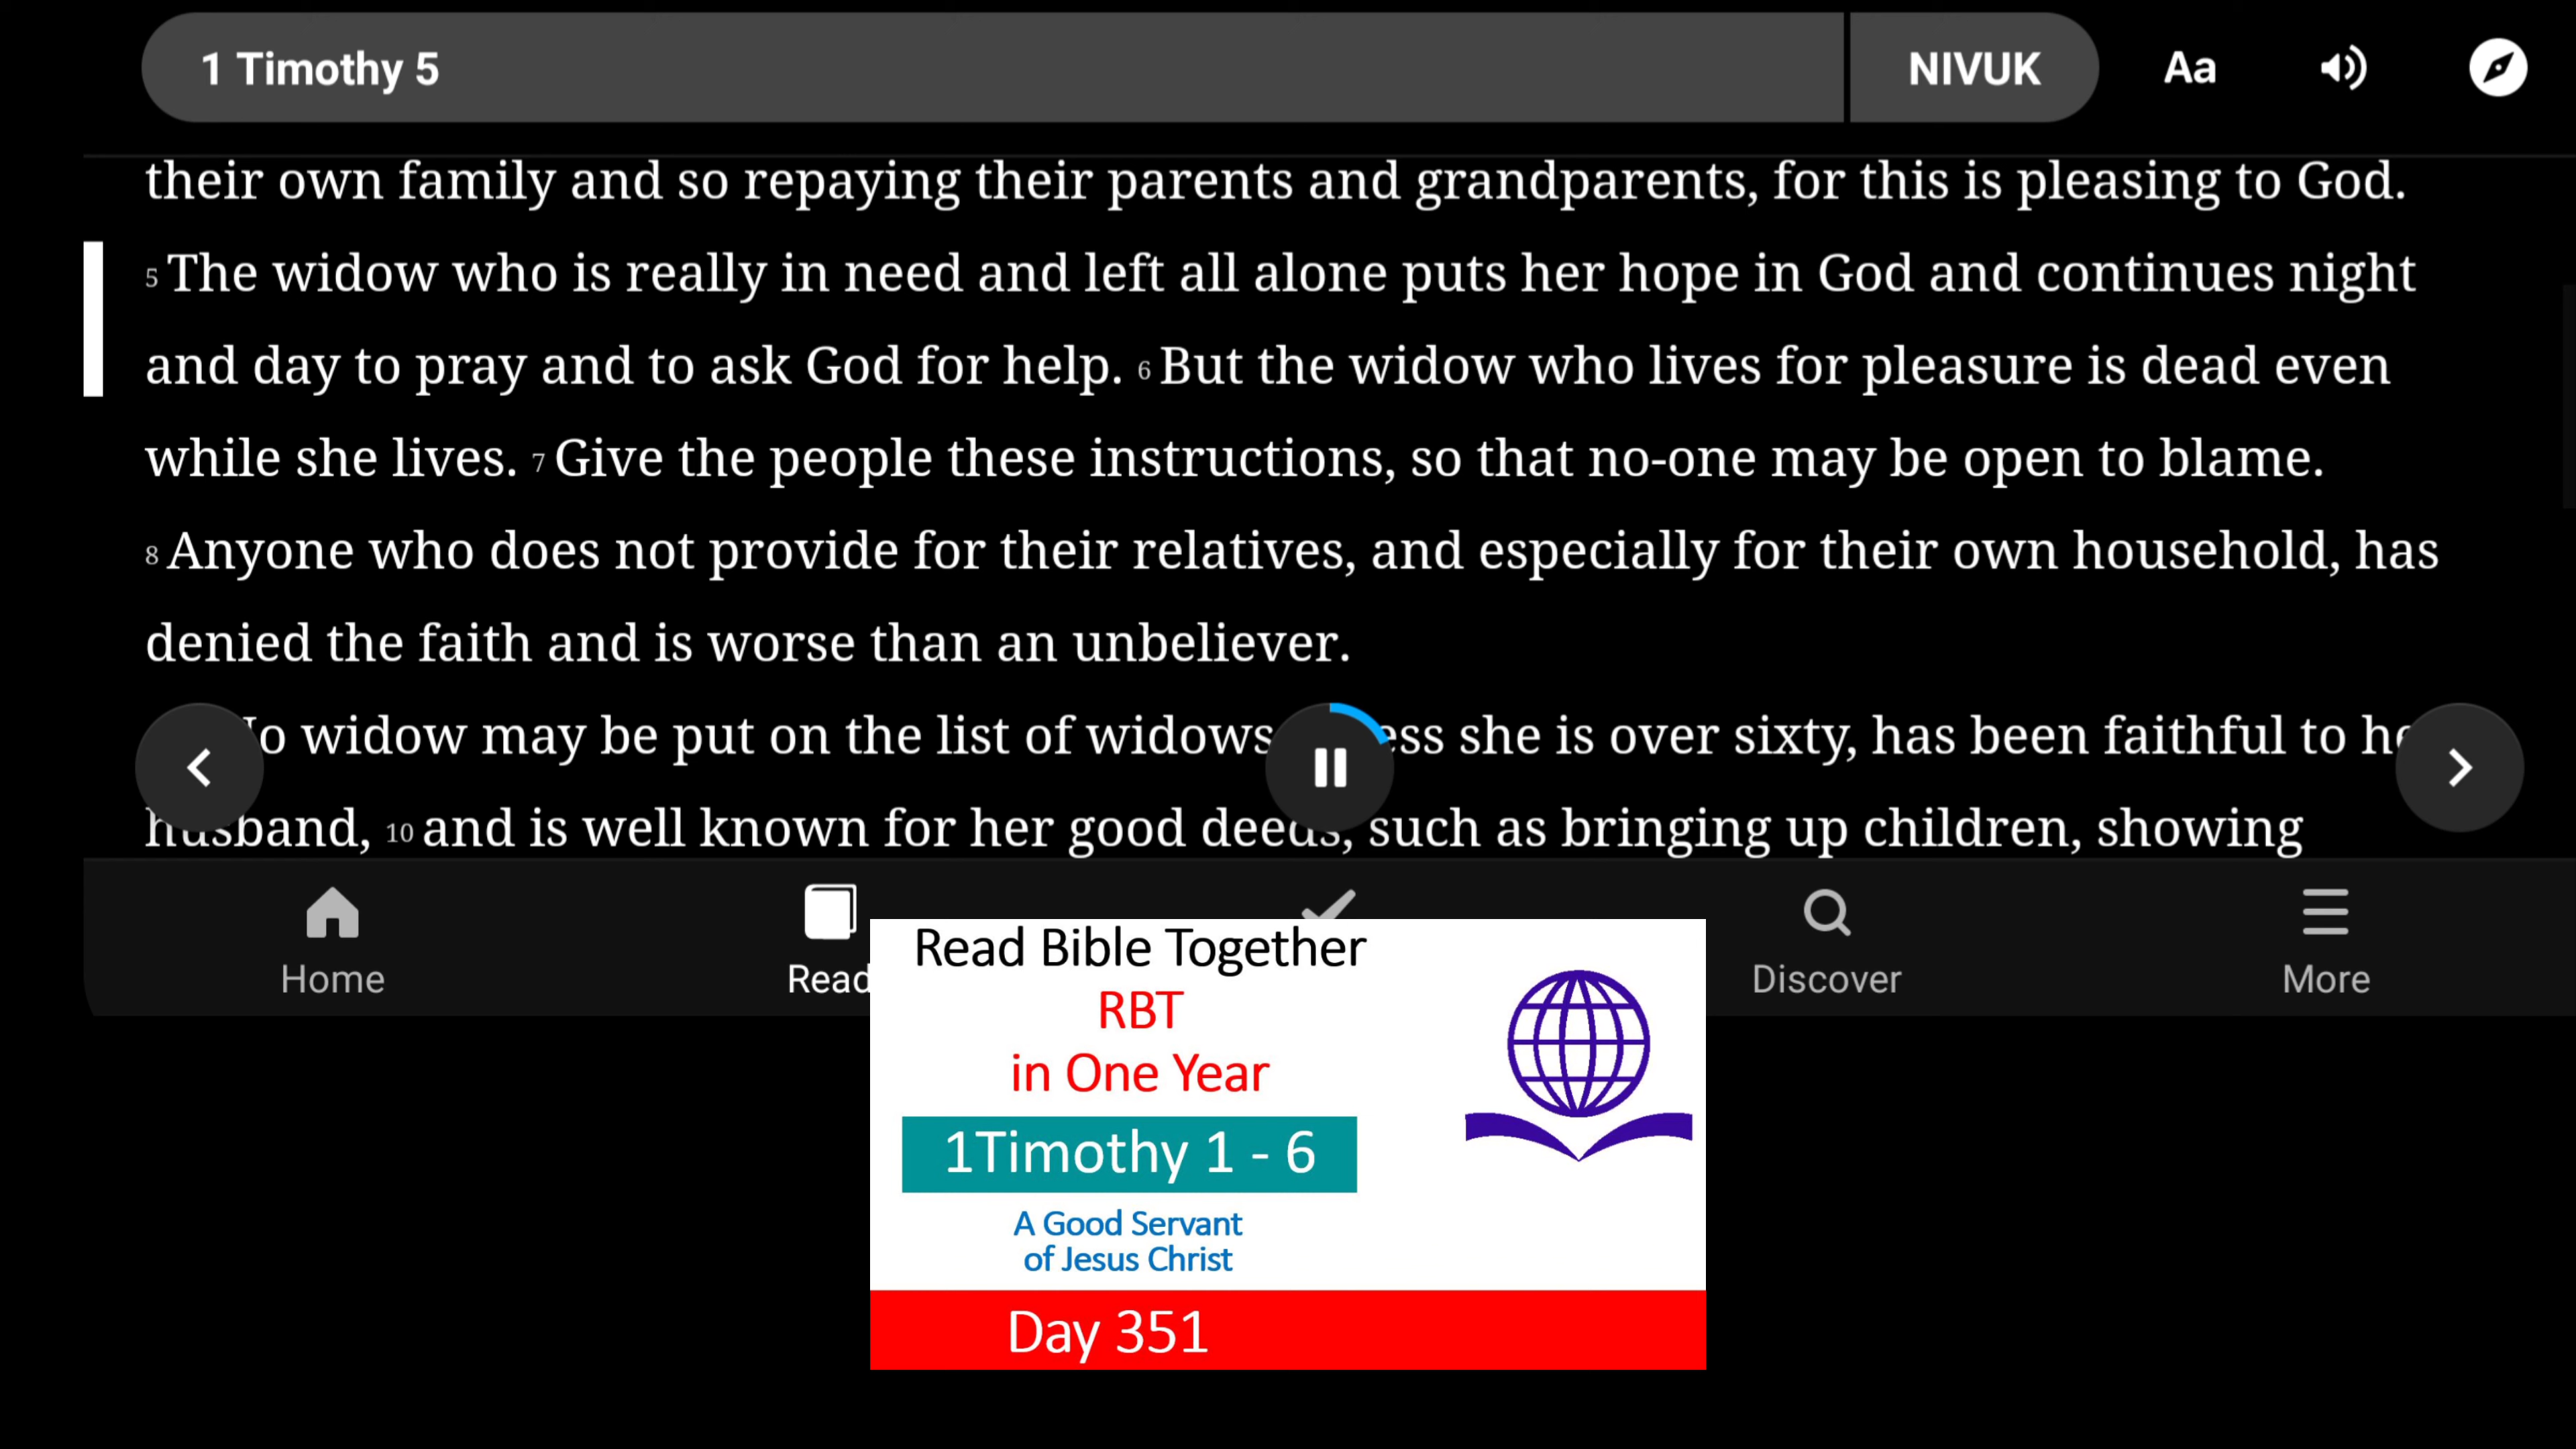 1 Timothy 5 NIVUK Aa
their own family and so repaying their parents and grandparents, for this is pleasing to God.
5 The widow who is really in need and left all alone puts her hope in God and continues night
and day to pray and to ask God for help. 6 But the widow who lives for pleasure is dead even
while she lives. 7 Give the people these instructions, so that no-one may be open to blame.
8 Anyone who does not provide for their relatives, and especially for their own household, has
denied the faith and is worse than an unbeliever.
widow may be put on the list of widows she is over sixty, has been faithful to
husband, 10 and is well known for her good deeds, such as bringing up children, showing
Home Read Discover More
Read Bible Together
RBT
in One Year
1Timothy 1 - 6
A Good Servant
of Jesus Christ
Day 351